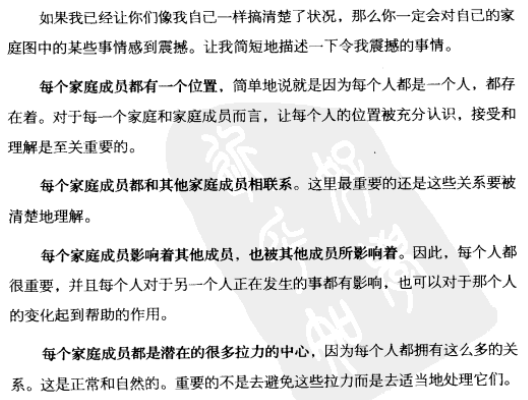 如果我已经让你们像我自己一样搞清楚了状况，那么你一定会对自己的家
庭图中的某些事情感到震撼。让我简短地描述一下令我震撼的事情。
每个家庭成员都有一个位置，简单地说就是因为每个人都是一个人，都存
在着。对于每一个家庭和家庭成员而言，让每个人的位置被充分认识，接受和
理解是至关重要的。
每个家庭成员都和其他家庭成员相联系。这里最重要的还是这些关系要被
清楚地理解。
每个家庭成员影响着其他成员，也被其他成员所影响着。因此，每个人都
很重要，并且每个人对于另一个人正在发生的事都有影响，也可以对于那个人
的变化起到帮助的作用。
每个家庭成员都是潜在的很多拉力的中心，因为每个人都拥有这么多的关
系。这是正常和自然的。重要的不是去避免这些拉力而是去适当地处理它们。